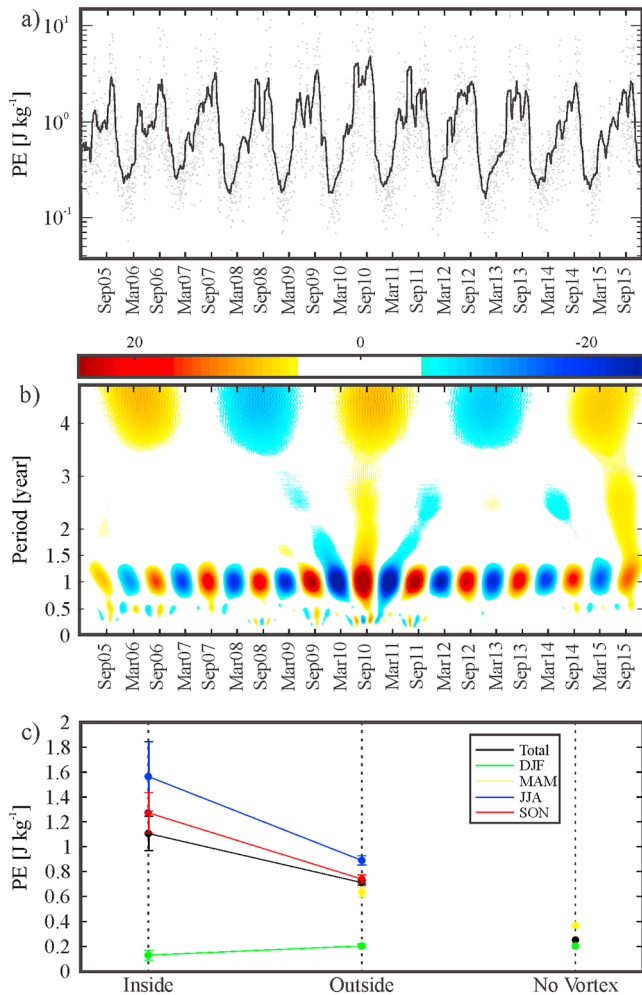 a)
PE [J kg⁻¹]
10¹
10⁰
10⁻¹
Sep05 Mar06 Sep06 Mar07 Sep07 Mar08 Sep08 Mar09 Sep09 Mar10 Sep10 Mar11 Sep11 Mar12 Sep12 Mar13 Sep13 Mar14 Sep14 Mar15 Sep15
20 0 -20
b)
Period [year]
4
3
2
1.5
1
0.5
0
Sep05 Mar06 Sep06 Mar07 Sep07 Mar08 Sep08 Mar09 Sep09 Mar10 Sep10 Mar11 Sep11 Mar12 Sep12 Mar13 Sep13 Mar14 Sep14 Mar15 Sep15
c)
PE [J kg⁻¹]
2
1.8
1.6
1.4
1.2
1
0.8
0.6
0.4
0.2
0
Total
DJF
MAM
JJA
SON
Inside Outside No Vortex